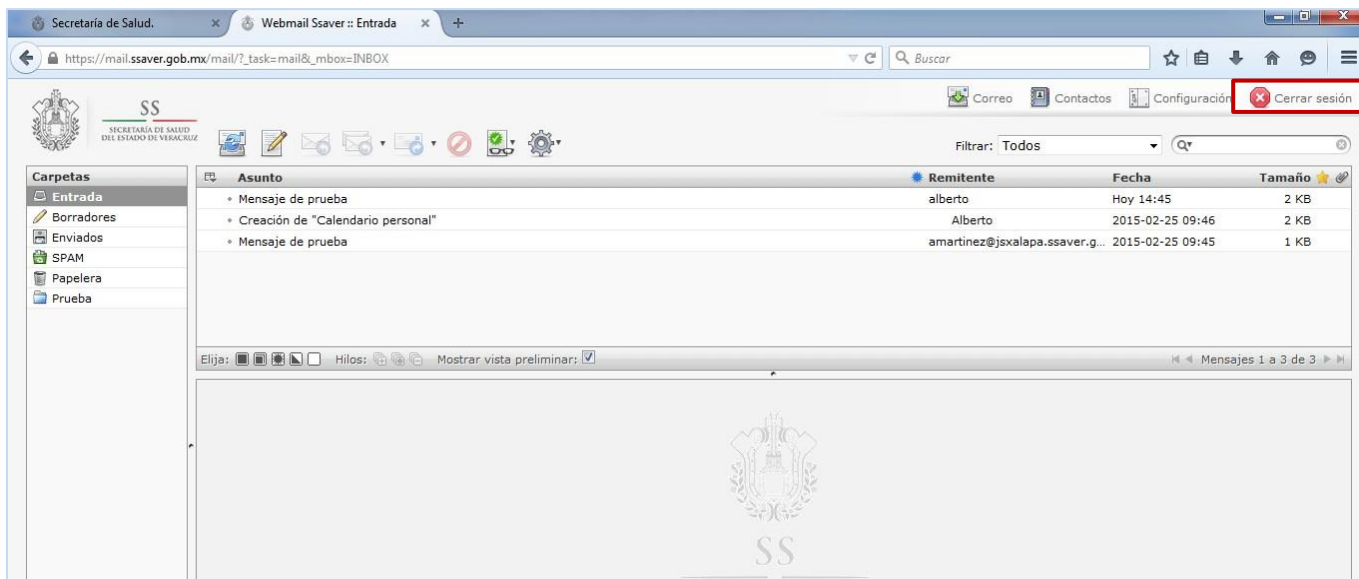 Secretaría de Salud.
Webmail Ssaver :: Entrada
https://mail.ssaver.gob.mx/mail/?_task=mail&_mbox=INBOX
Buscar
Correo
Contactos
Configuración
Cerrar sesión
SS
SECRETARÍA DE SALUD
DEL ESTADO DE VERACRUZ
Filtrar: Todos
Carpetas
Entrada
Borradores
Enviados
SPAM
Papelera
Prueba
Asunto Remitente Fecha Tamaño
Mensaje de prueba alberto Hoy 14:45 2 KB
Creación de "Calendario personal" Alberto 2015-02-25 09:46 2 KB
Mensaje de prueba amartinez@jsxalapa.ssaver.g... 2015-02-25 09:45 1 KB
Elija: Hilos: Mostrar vista preliminar: Mensajes 1 a 3 de 3
SS